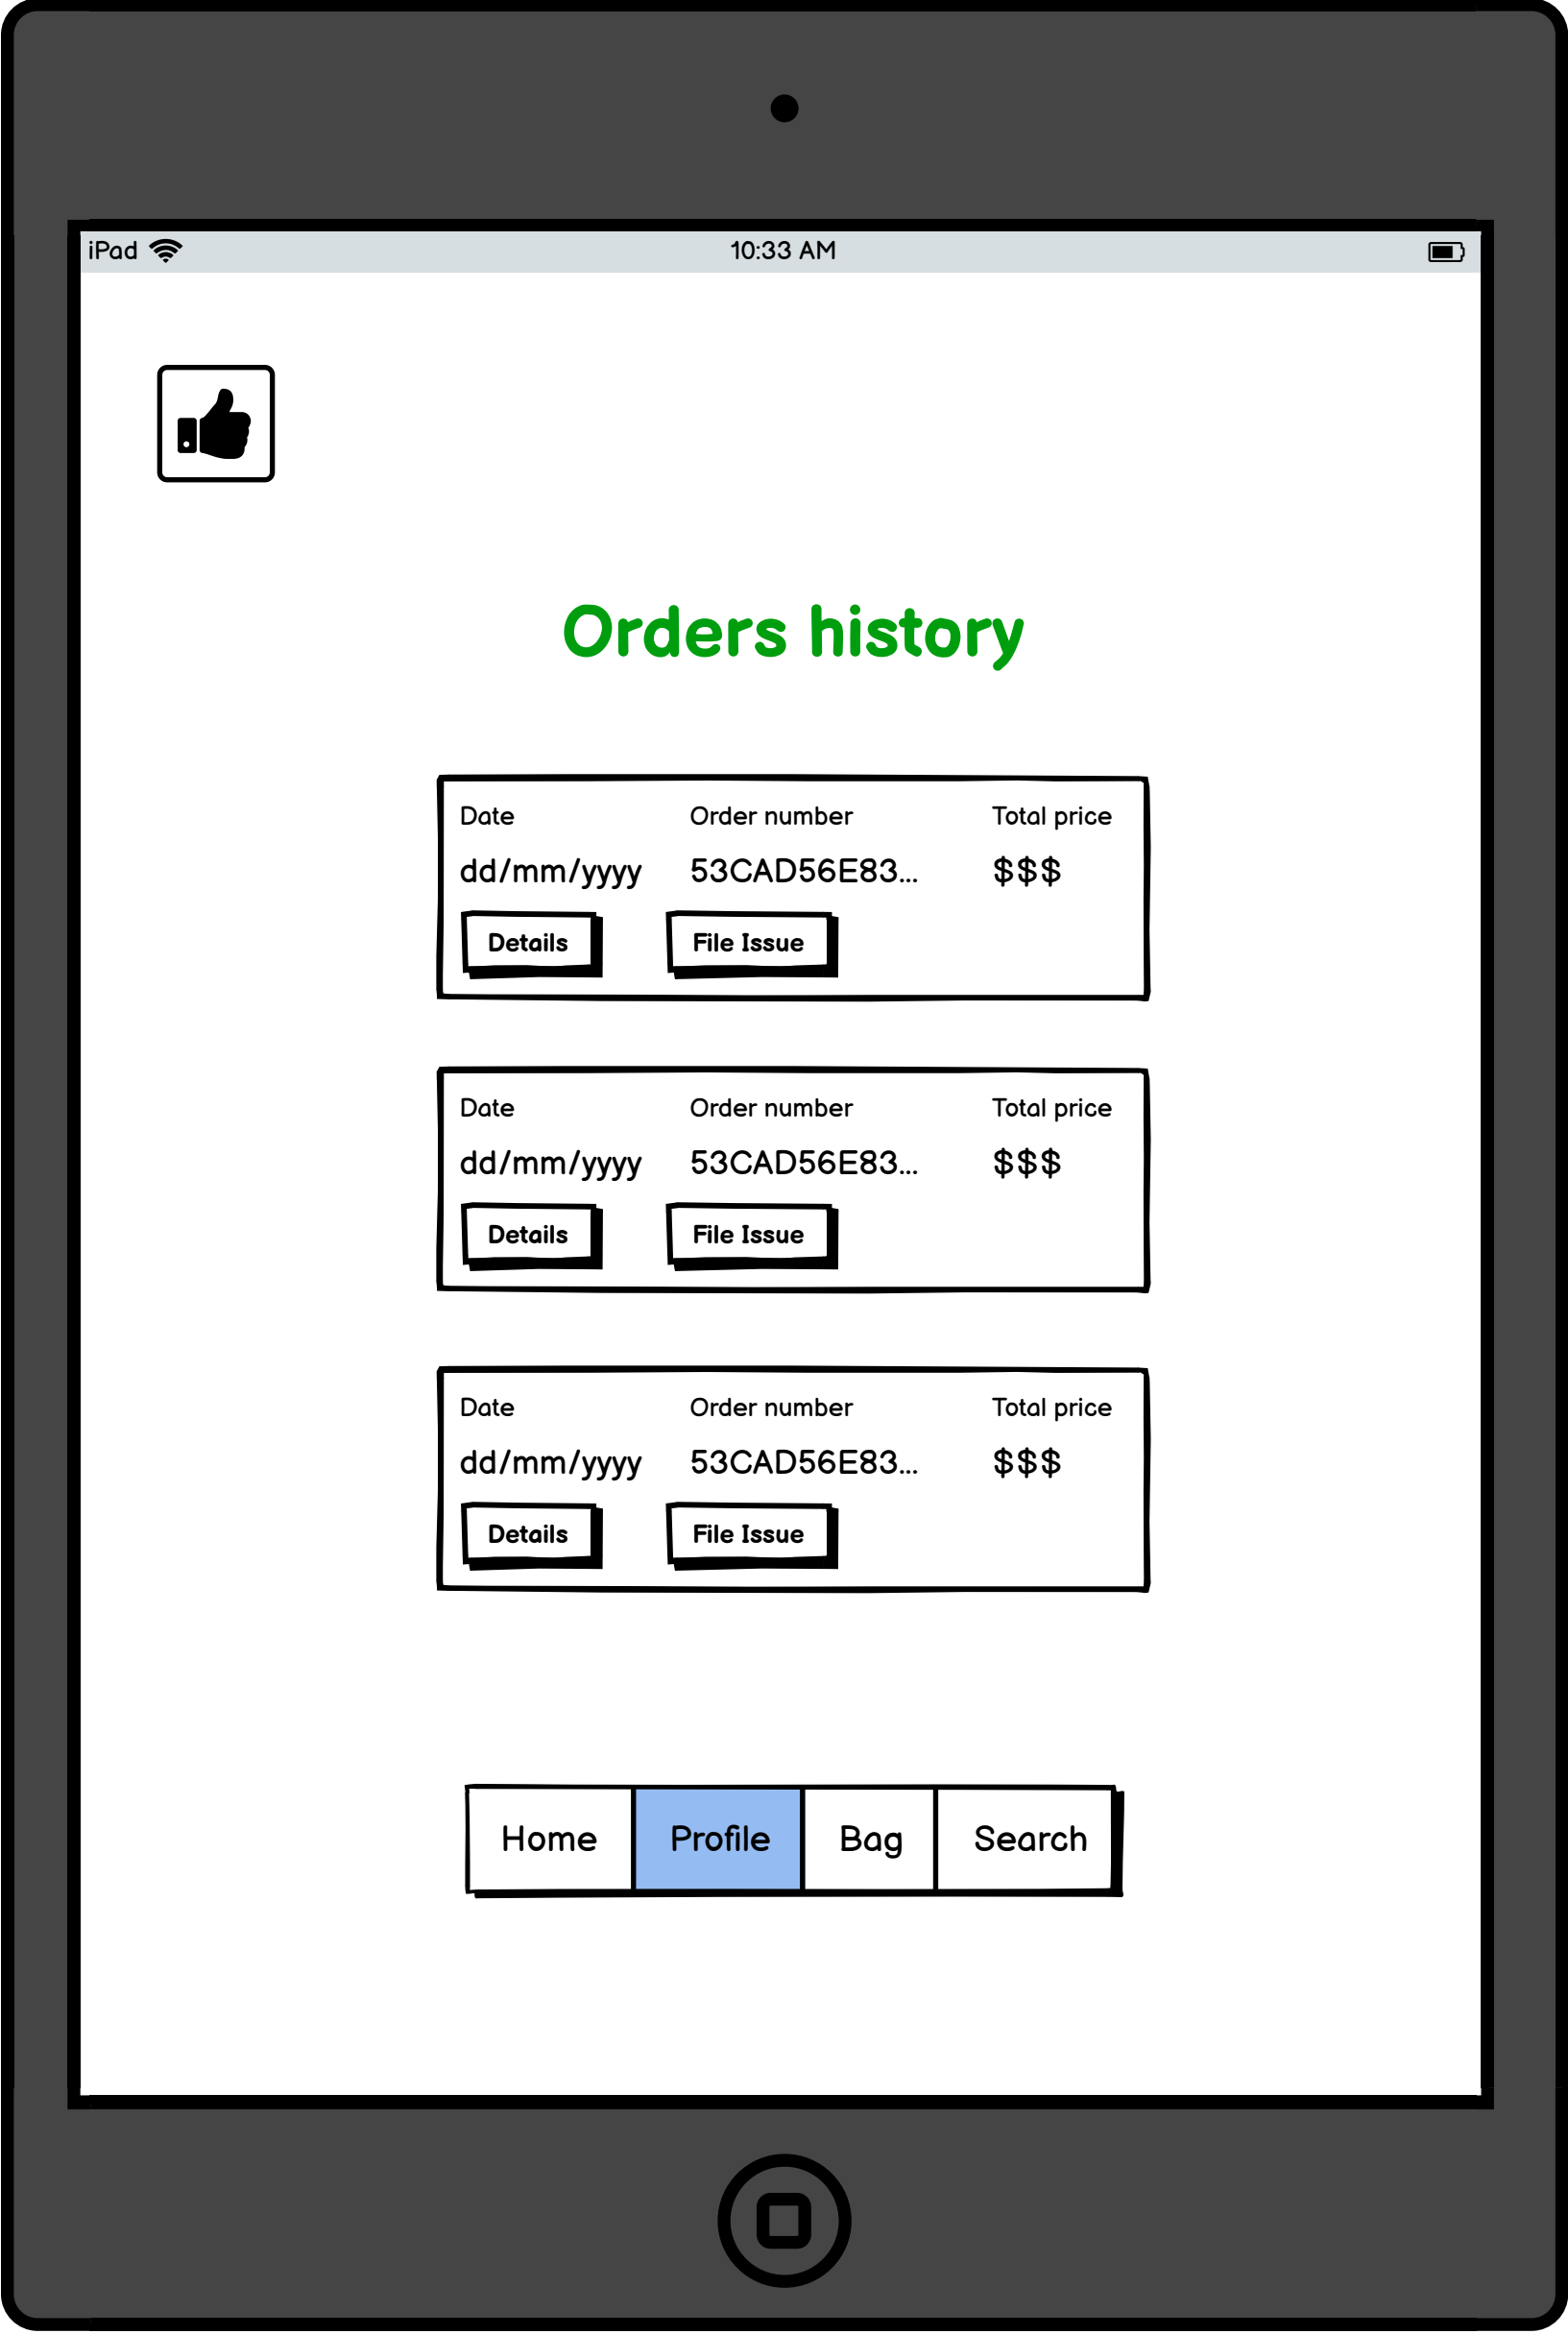 iPad 10:33 AM
Orders history
Date Order number Total price
dd/mm/yyyy 53CAD56E83... $$$
Details File Issue
Date Order number Total price
dd/mm/yyyy 53CAD56E83... $$$
Details File Issue
Date Order number Total price
dd/mm/yyyy 53CAD56E83... $$$
Details File Issue
Home Profile Bag Search